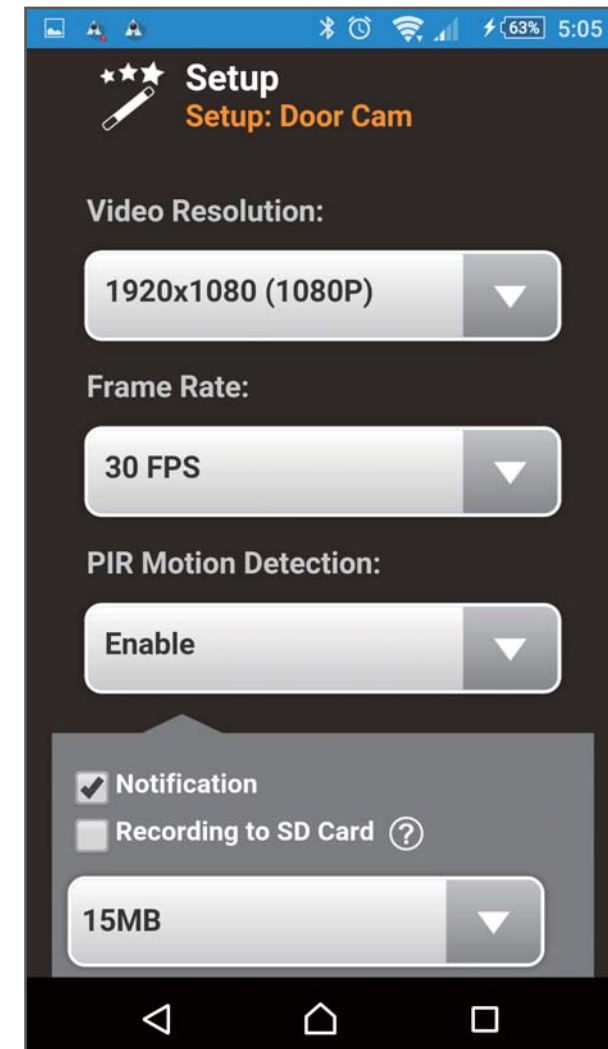 63% 5:05
Setup
Setup: Door Cam
Video Resolution:
1920x1080 (1080P)
Frame Rate:
30 FPS
PIR Motion Detection:
Enable
Notification
Recording to SD Card ?
15MB